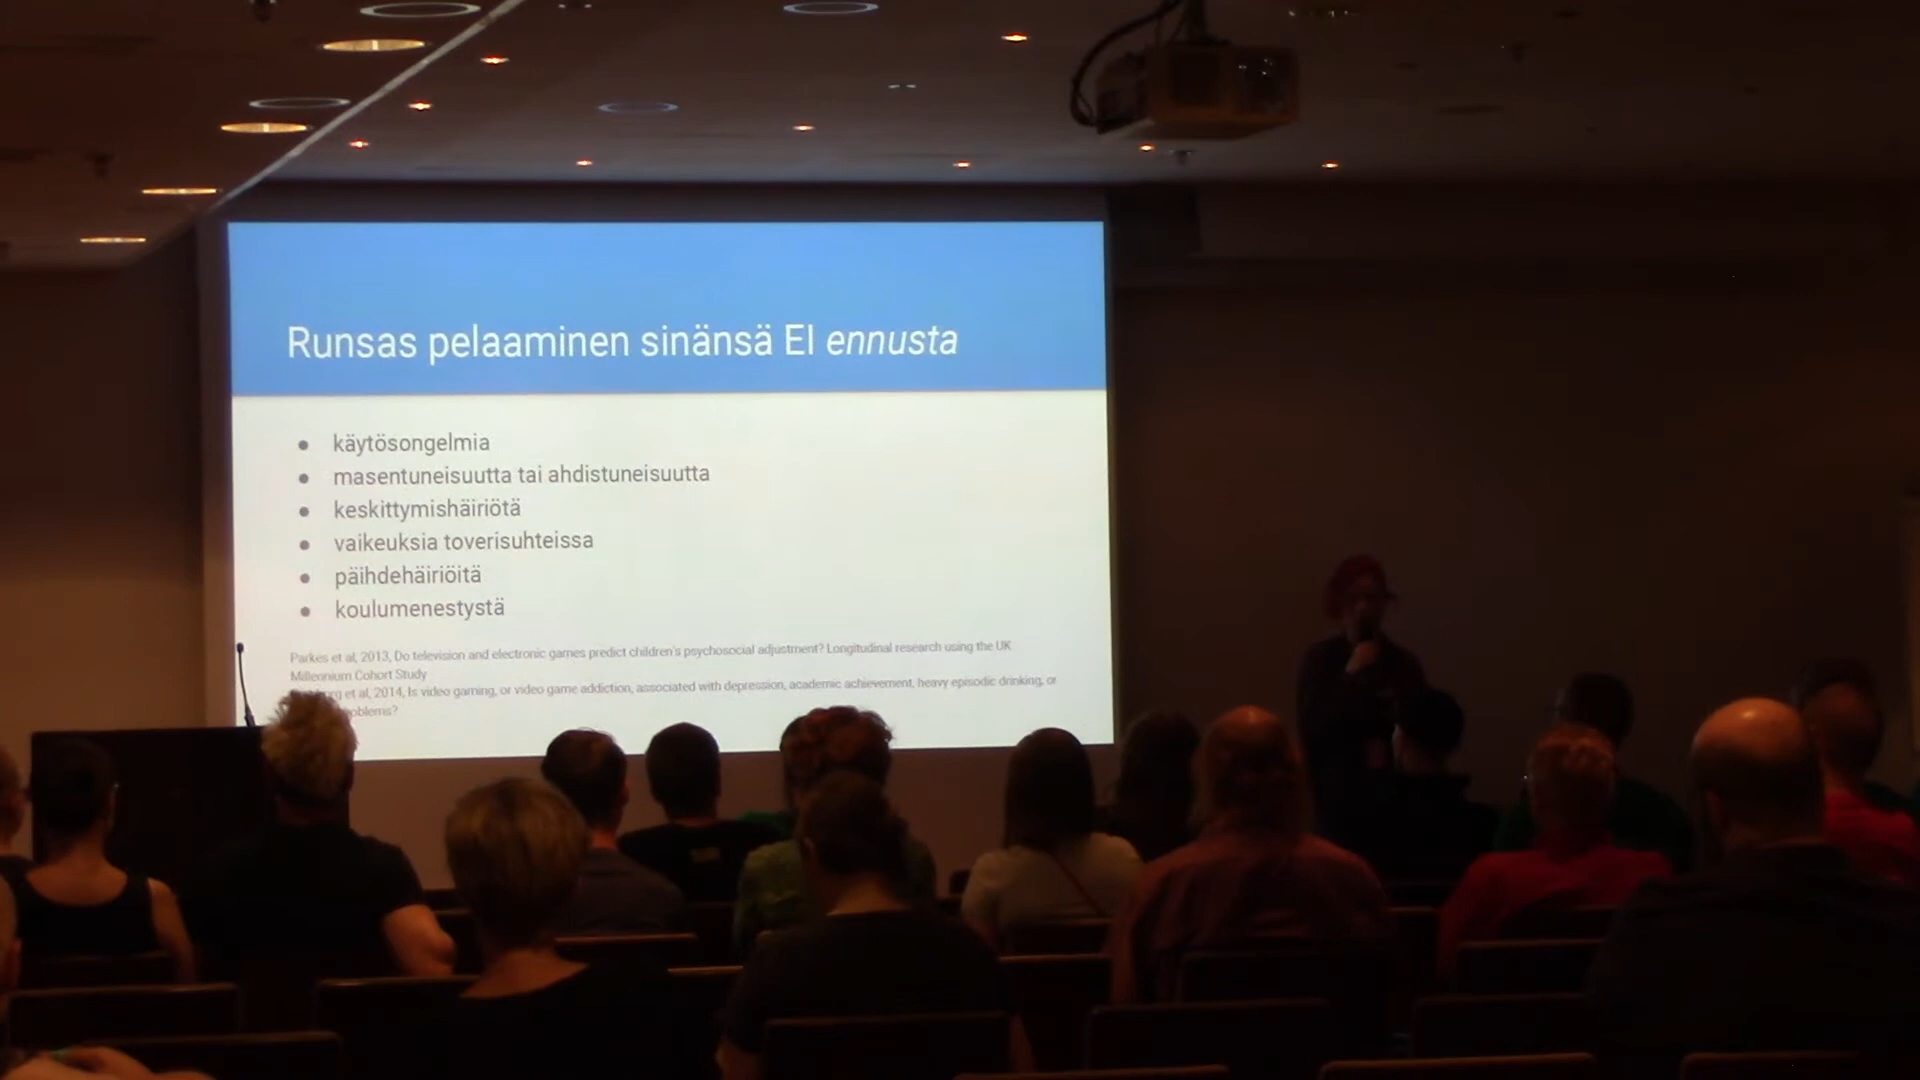 Runsas pelaaminen sinänsä EI ennusta
käytösongelmia
masentuneisuutta tai ahdistuneisuutta
keskittymishäiriötä
vaikeuksia toverisuhteissa
päihdehäiriöitä
koulumenestystä
Parkes et al, 2013, Do television and electronic games predict children's psychosocial adjustment? Longitudinal research using the UK
Millennium Cohort Study
et al, 2014, Is video gaming, or video game addiction, associated with depression, academic achievement, heavy episodic drinking, or